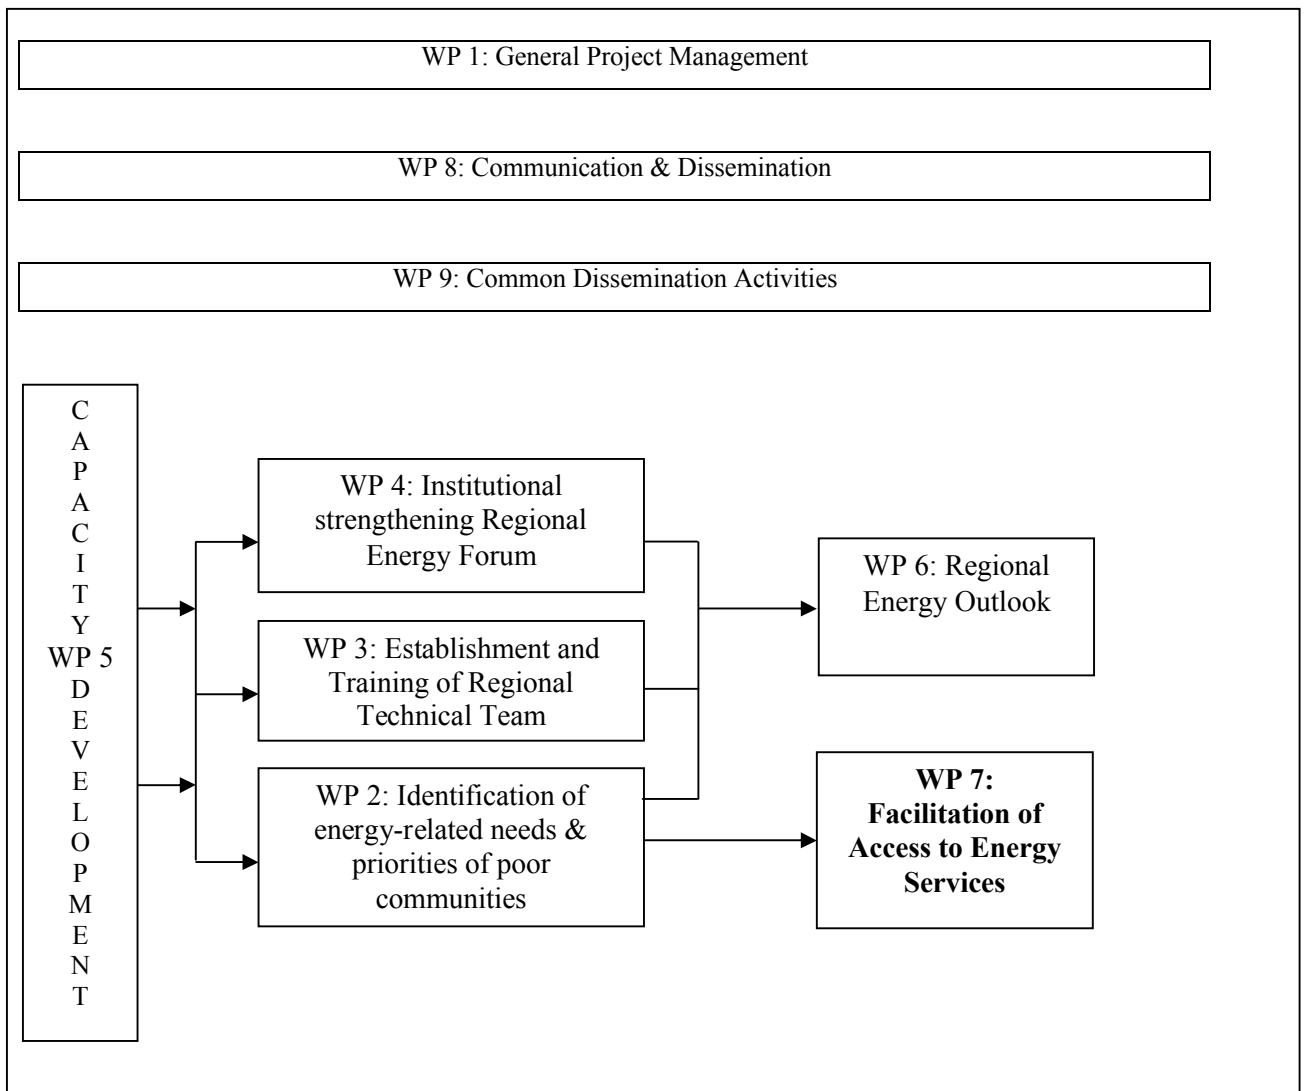 WP 1: General Project Management
WP 8: Communication & Dissemination
WP 9: Common Dissemination Activities
C
A
P
A
C
I
T
Y
WP 5
D
E
V
E
L
O
P
M
E
N
T
WP 4: Institutional
strengthening Regional
Energy Forum
WP 3: Establishment and
Training of Regional
Technical Team
WP 2: Identification of
energy-related needs &
priorities of poor
communities
WP 6: Regional
Energy Outlook
WP 7:
Facilitation of
Access to Energy
Services